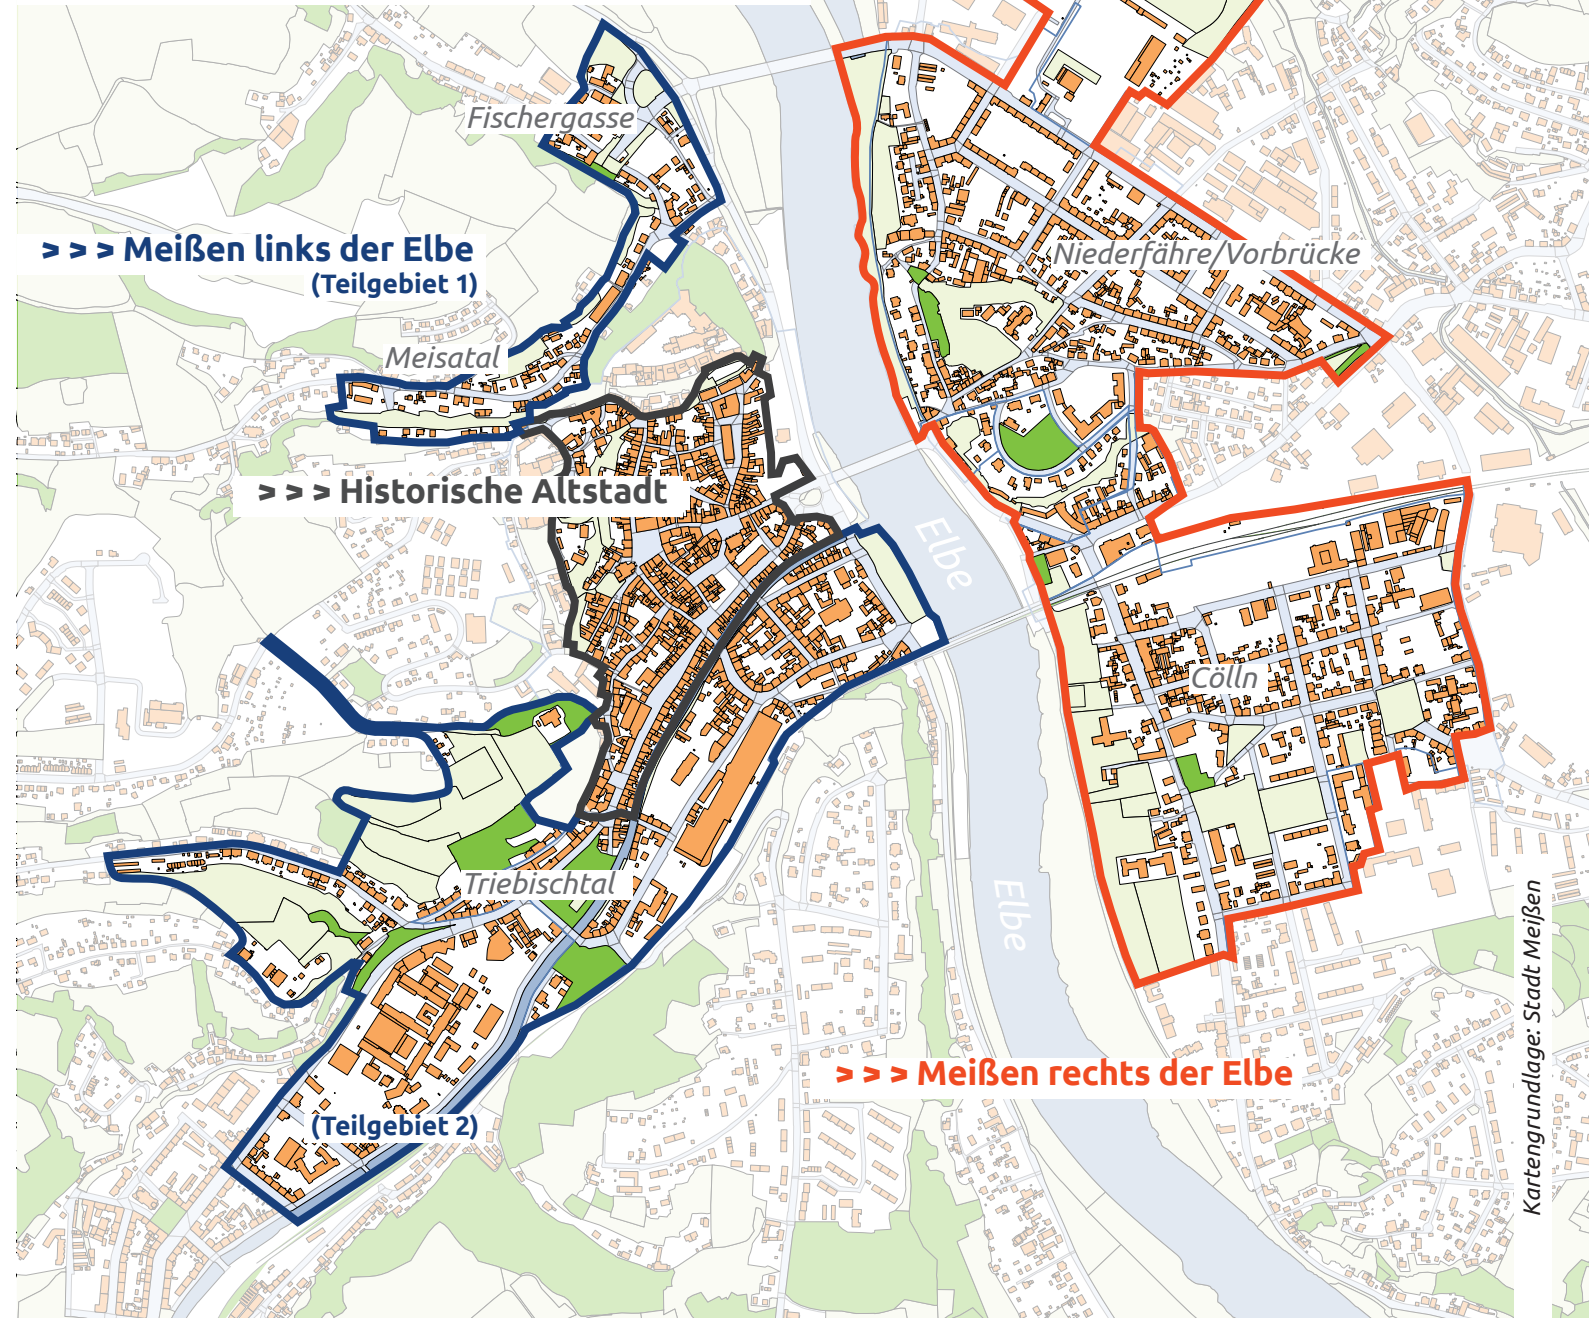 Fischergasse
> > > Meißen links der Elbe
(Teilgebiet 1)
Niederfähre/Vorbrücke
Meisatal
> > > Historische Altstadt
Elbe
Cölln
Triebischtal
Elbe
> > > Meißen rechts der Elbe
(Teilgebiet 2)
Kartengrundlage: Stadt Meißen